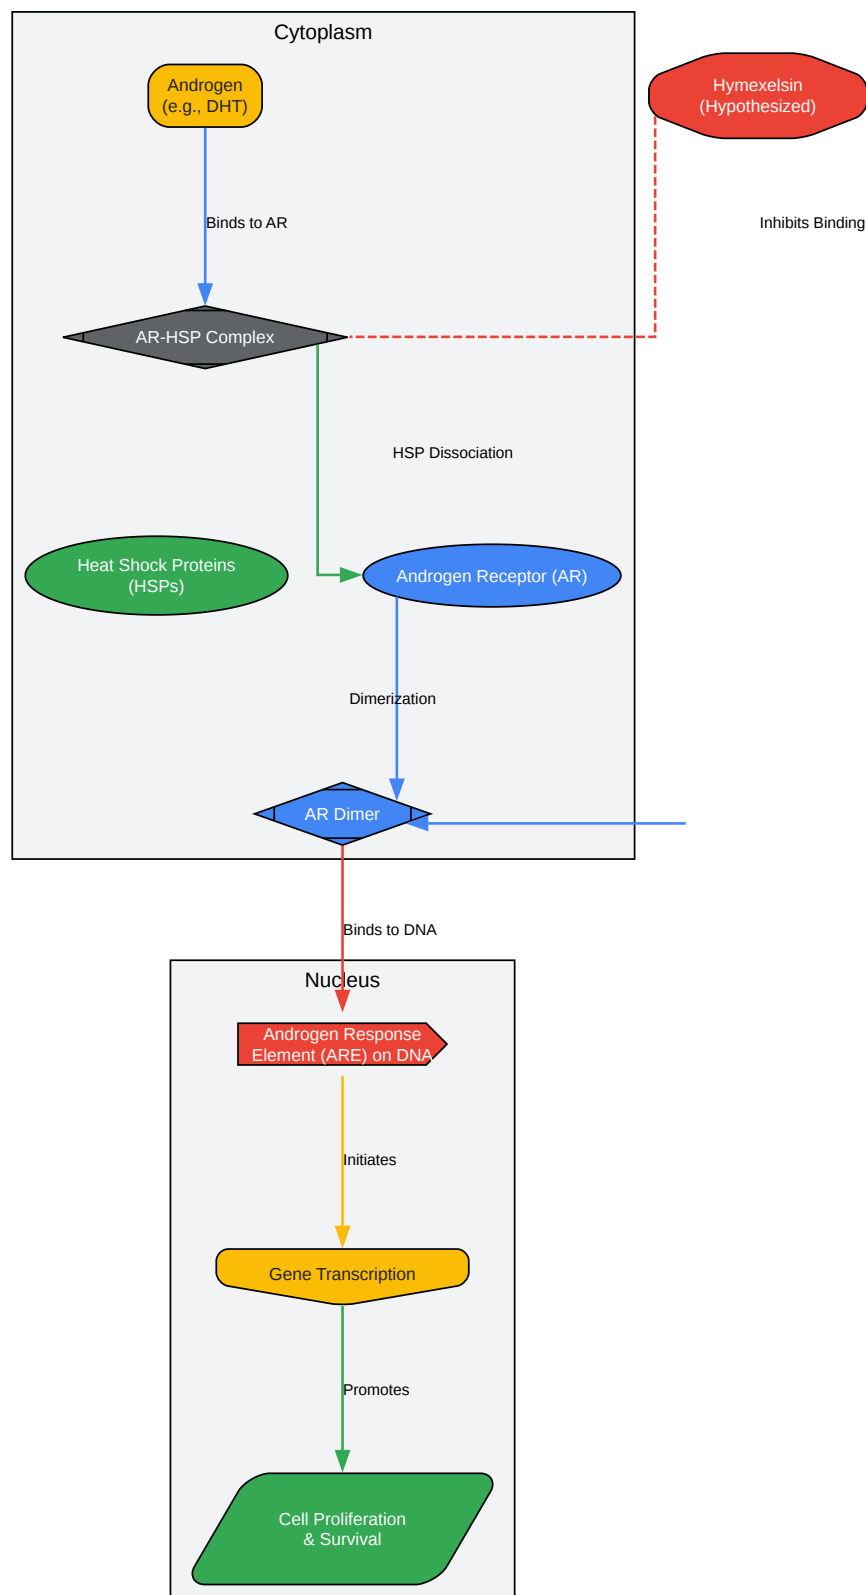 Cytoplasm
Androgen
(e.g., DHT)
Hymexelsin
(Hypothesized)
Binds to AR
Inhibits Binding
AR-HSP Complex
HSP Dissociation
Heat Shock Proteins
(HSPs)
Androgen Receptor (AR)
Dimerization
AR Dimer
Binds to DNA
Nucleus
Androgen Response
Element (ARE) on DNA
Initiates
Gene Transcription
Promotes
Cell Proliferation
& Survival